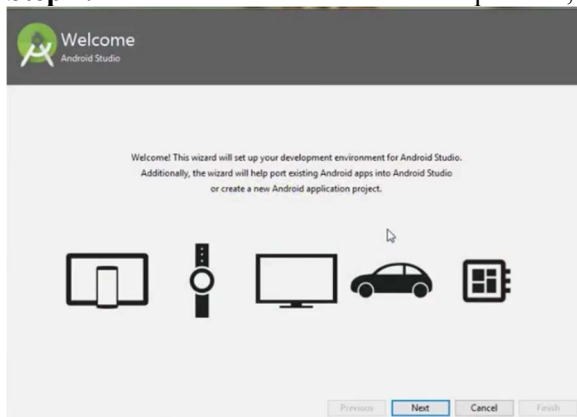 Welcome
Android Studio
Welcome! This wizard will set up your development environment for Android Studio.
Additionally, the wizard will help port existing Android apps into Android Studio
or create a new Android application project.
Previous Next Cancel Finish